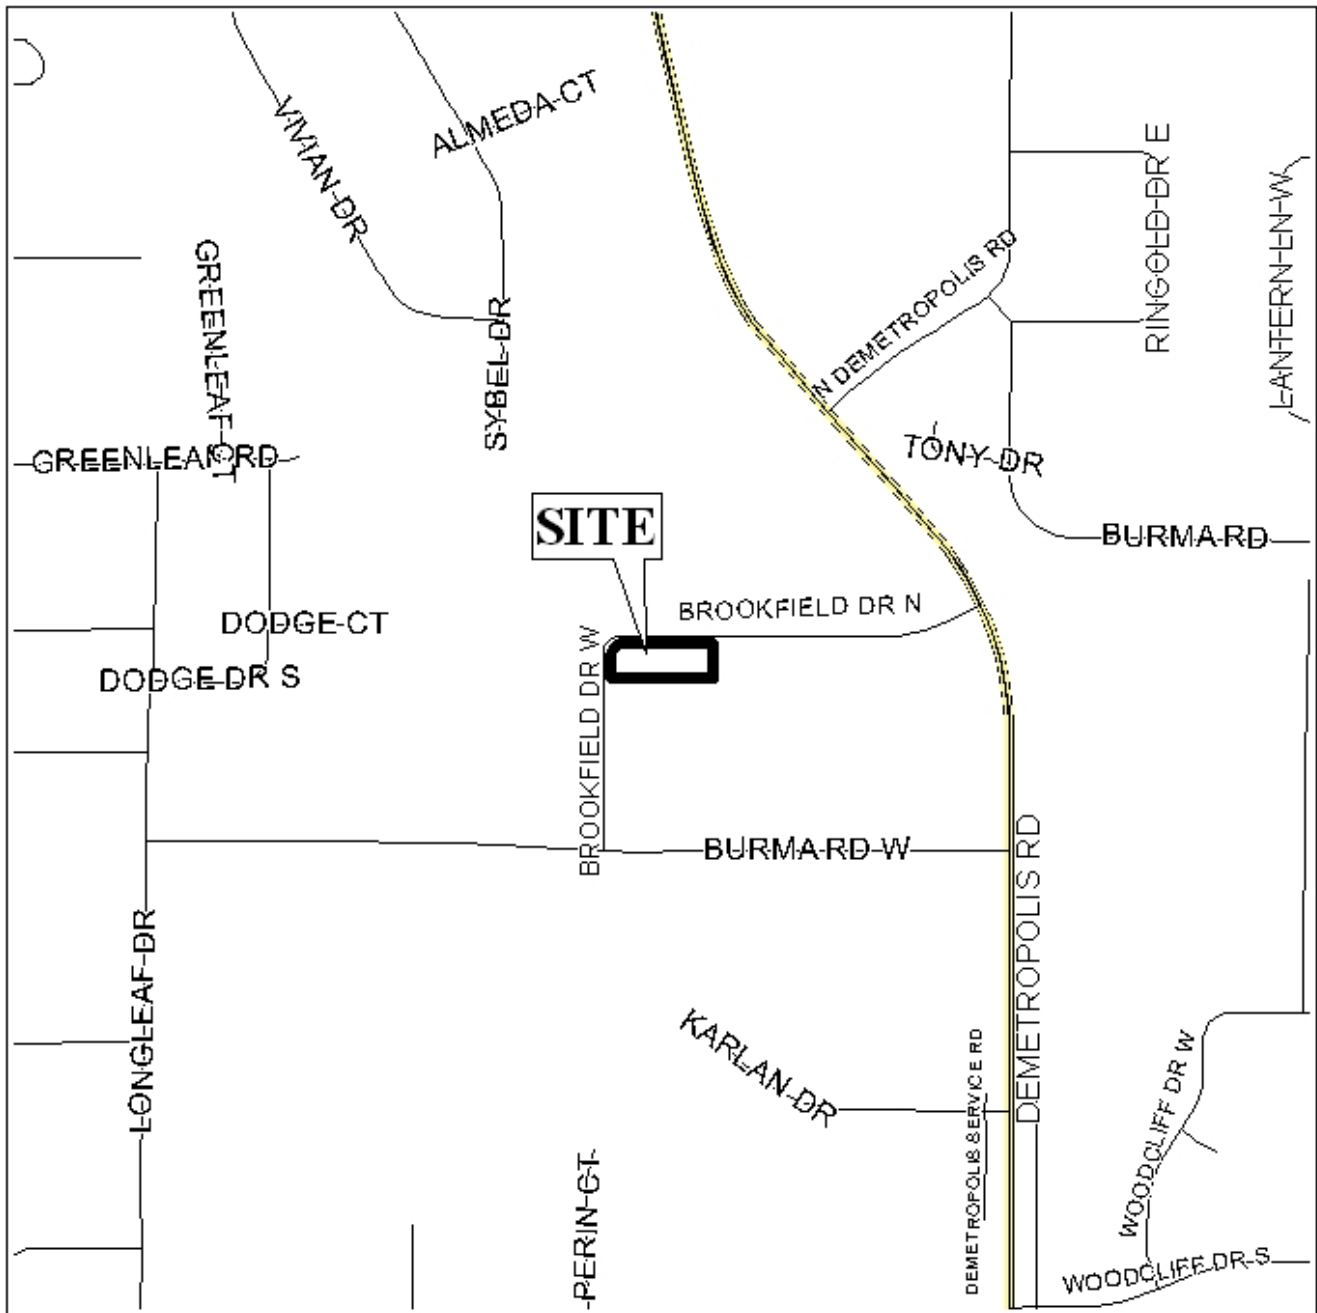 ALMEDA CT
VIVIAN DR
RINGOLD DR E
LANTERN LN W
GREENLEAF CT
N DEMETROPOLIS RD
SYBEL DR
GREENLEAF RD
TONY DR
SITE
BURMA RD
BROOKFIELD DR N
DODGE CT
DODGE DR S
BROOKFIELD DR W
BURMA RD W
DEMETROPOLIS RD
LONGLEAF DR
KARLAN DR
DEMETROPOLIS SERVICE RD
WOODCLIFF DR W
PERIN CT
WOODCLIFF DR S